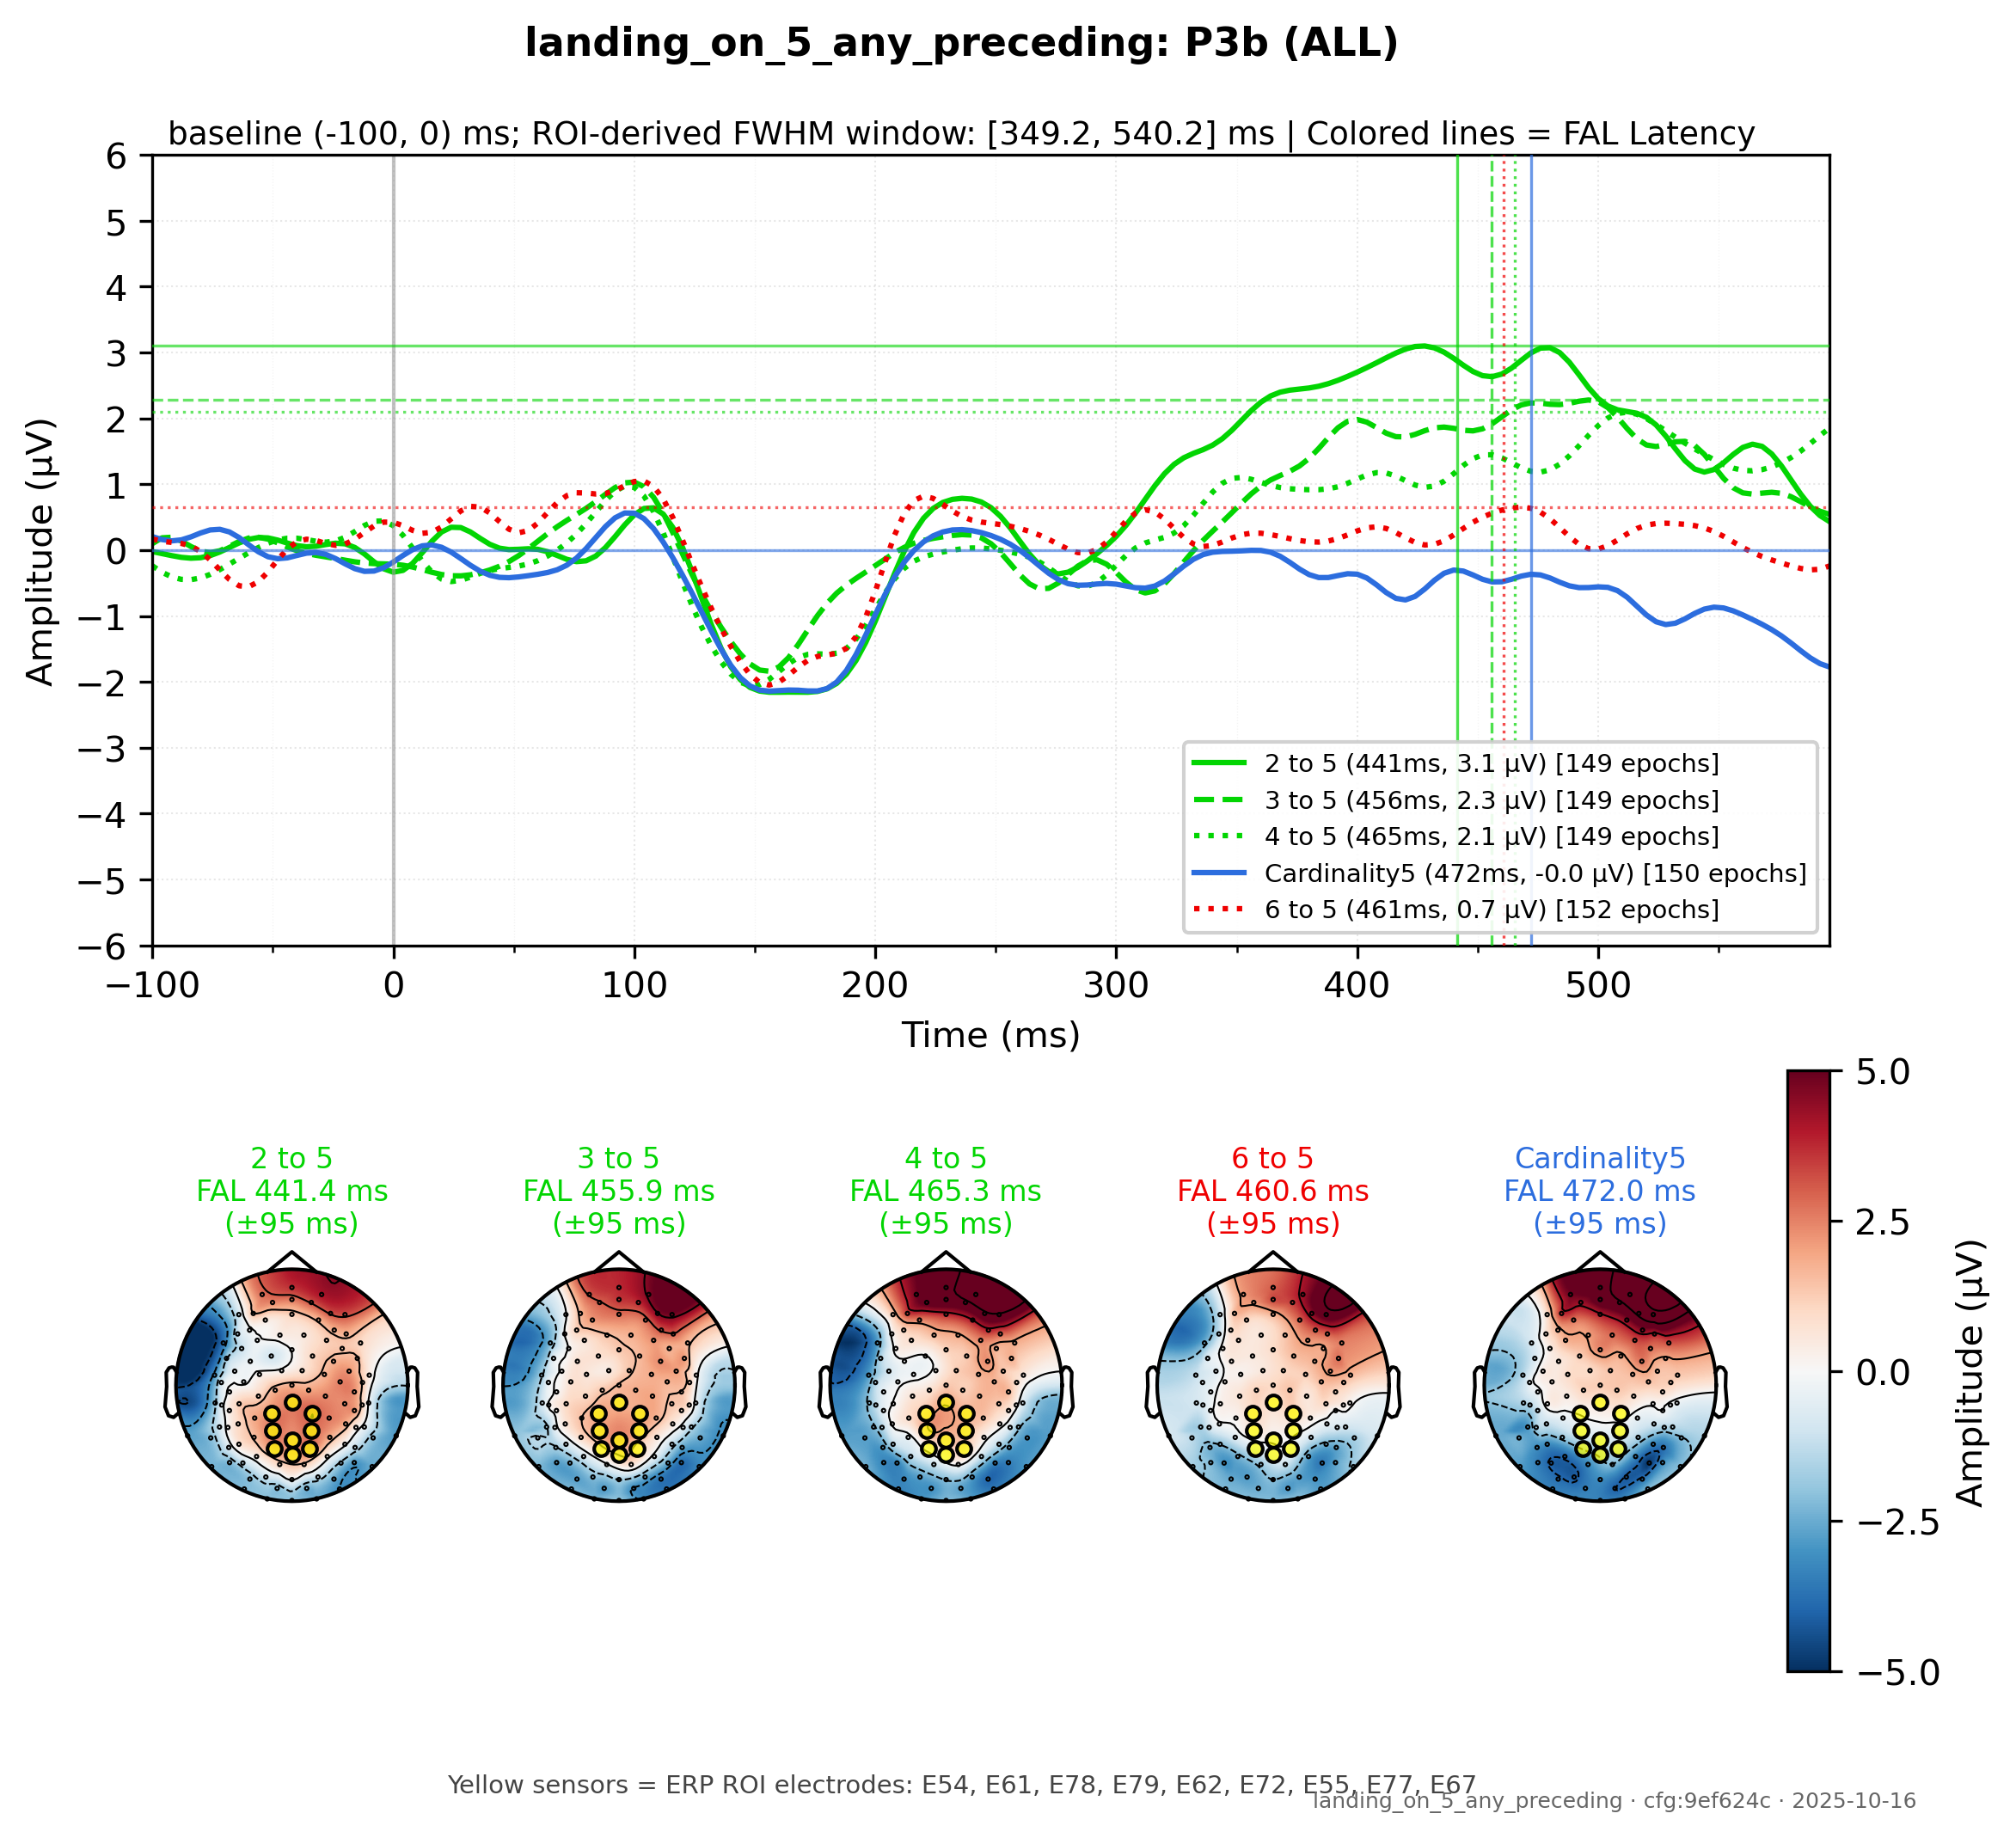 landing_on_5_any_preceding: P3b (ALL)
baseline (-100, 0) ms; ROI-derived FWHM window: [349.2, 540.2] ms | Colored lines = FAL Latency
6
5
4
3
2
1
0
−1
−2
−3
−4
−5
−6
Amplitude (µV)
2 to 5 (441ms, 3.1 µV) [149 epochs]
3 to 5 (456ms, 2.3 µV) [149 epochs]
4 to 5 (465ms, 2.1 µV) [149 epochs]
Cardinality5 (472ms, -0.0 µV) [150 epochs]
6 to 5 (461ms, 0.7 µV) [152 epochs]
−100 0 100 200 300 400 500
Time (ms)
2 to 5
FAL 441.4 ms
(±95 ms)
3 to 5
FAL 455.9 ms
(±95 ms)
4 to 5
FAL 465.3 ms
(±95 ms)
6 to 5
FAL 460.6 ms
(±95 ms)
Cardinality5
FAL 472.0 ms
(±95 ms)
5.0
2.5
0.0
−2.5
−5.0
Amplitude (µV)
Yellow sensors = ERP ROI electrodes: E54, E61, E78, E79, E62, E72, E55, E77, E67
landing_on_5_any_preceding · cfg:9ef624c · 2025-10-16